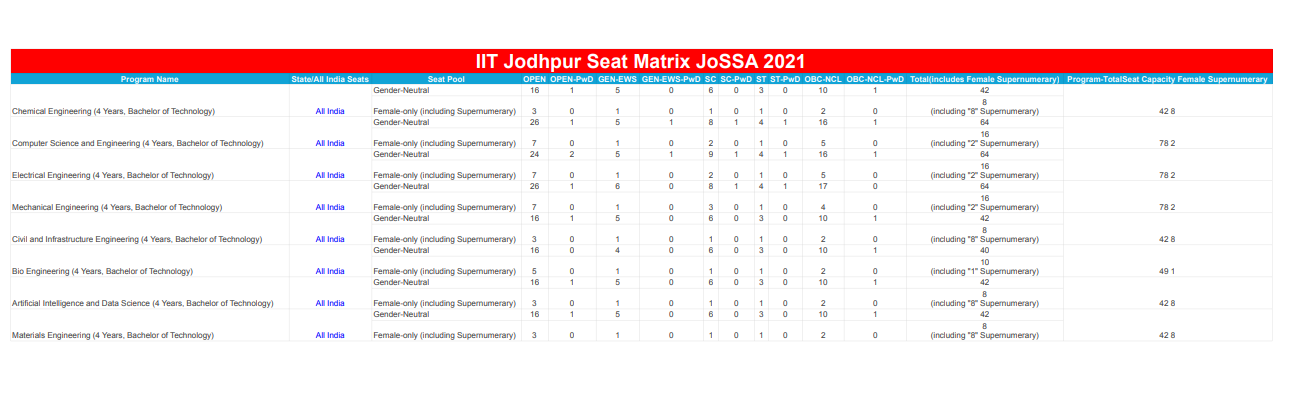 IIT Jodhpur Seat Matrix JoSSA 2021
Program Name State/All India Seats Seat Pool OPEN OPEN-PwD GEN-EWS GEN-EWS-PwD SC SC-PwD ST ST-PwD OBC-NCL OBC-NCL-PwD Total(includes Female Supernumerary) Program-TotalSeat Capacity Female Supernumerary
Gender-Neutral 16 1 5 0 6 0 3 0 10 1 42
8
Chemical Engineering (4 Years, Bachelor of Technology) All India Female-only (including Supernumerary) 3 0 1 0 1 0 1 0 2 0 (including "8" Supernumerary) 42 8
Gender-Neutral 26 1 5 1 8 1 4 1 16 1 64
16
Computer Science and Engineering (4 Years, Bachelor of Technology) All India Female-only (including Supernumerary) 7 0 1 0 2 0 1 0 5 0 (including "2" Supernumerary) 78 2
Gender-Neutral 24 2 5 1 9 1 4 1 16 1 64
16
Electrical Engineering (4 Years, Bachelor of Technology) All India Female-only (including Supernumerary) 7 0 1 0 2 0 1 0 5 0 (including "2" Supernumerary) 78 2
Gender-Neutral 26 1 6 0 8 1 4 1 17 0 64
16
Mechanical Engineering (4 Years, Bachelor of Technology) All India Female-only (including Supernumerary) 7 0 1 0 3 0 1 0 4 0 (including "2" Supernumerary) 78 2
Gender-Neutral 16 1 5 0 6 0 3 0 10 1 42
8
Civil and Infrastructure Engineering (4 Years, Bachelor of Technology) All India Female-only (including Supernumerary) 3 0 1 0 1 0 1 0 2 0 (including "8" Supernumerary) 42 8
Gender-Neutral 16 0 4 0 6 0 3 0 10 1 40
10
Bio Engineering (4 Years, Bachelor of Technology) All India Female-only (including Supernumerary) 5 0 1 0 1 0 1 0 2 0 (including "1" Supernumerary) 49 1
Gender-Neutral 16 1 5 0 6 0 3 0 10 1 42
8
Artificial Intelligence and Data Science (4 Years, Bachelor of Technology) All India Female-only (including Supernumerary) 3 0 1 0 1 0 1 0 2 0 (including "8" Supernumerary) 42 8
Gender-Neutral 16 1 5 0 6 0 3 0 10 1 42
8
Materials Engineering (4 Years, Bachelor of Technology) All India Female-only (including Supernumerary) 3 0 1 0 1 0 1 0 2 0 (including "8" Supernumerary) 42 8